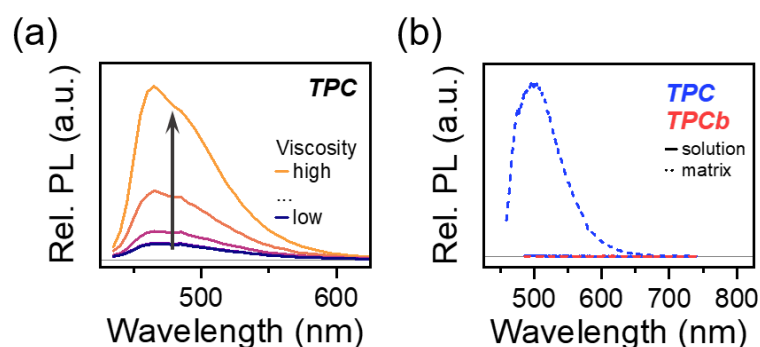 (a)
Rel. PL (a.u.)
TPC
Viscosity
high
...
low
500
600
Wavelength (nm)
(b)
Rel. PL (a.u.)
TPC
TPCb
solution
matrix
500
600
700
800
Wavelength (nm)